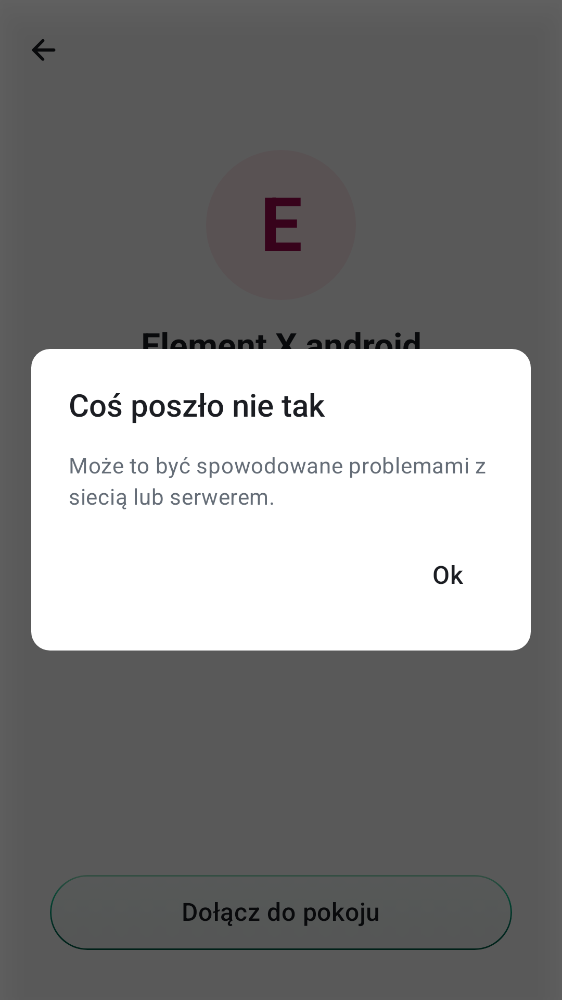 E
Element X android
Coś poszło nie tak
Może to być spowodowane problemami z
siecią lub serwerem.
Ok
Dołącz do pokoju